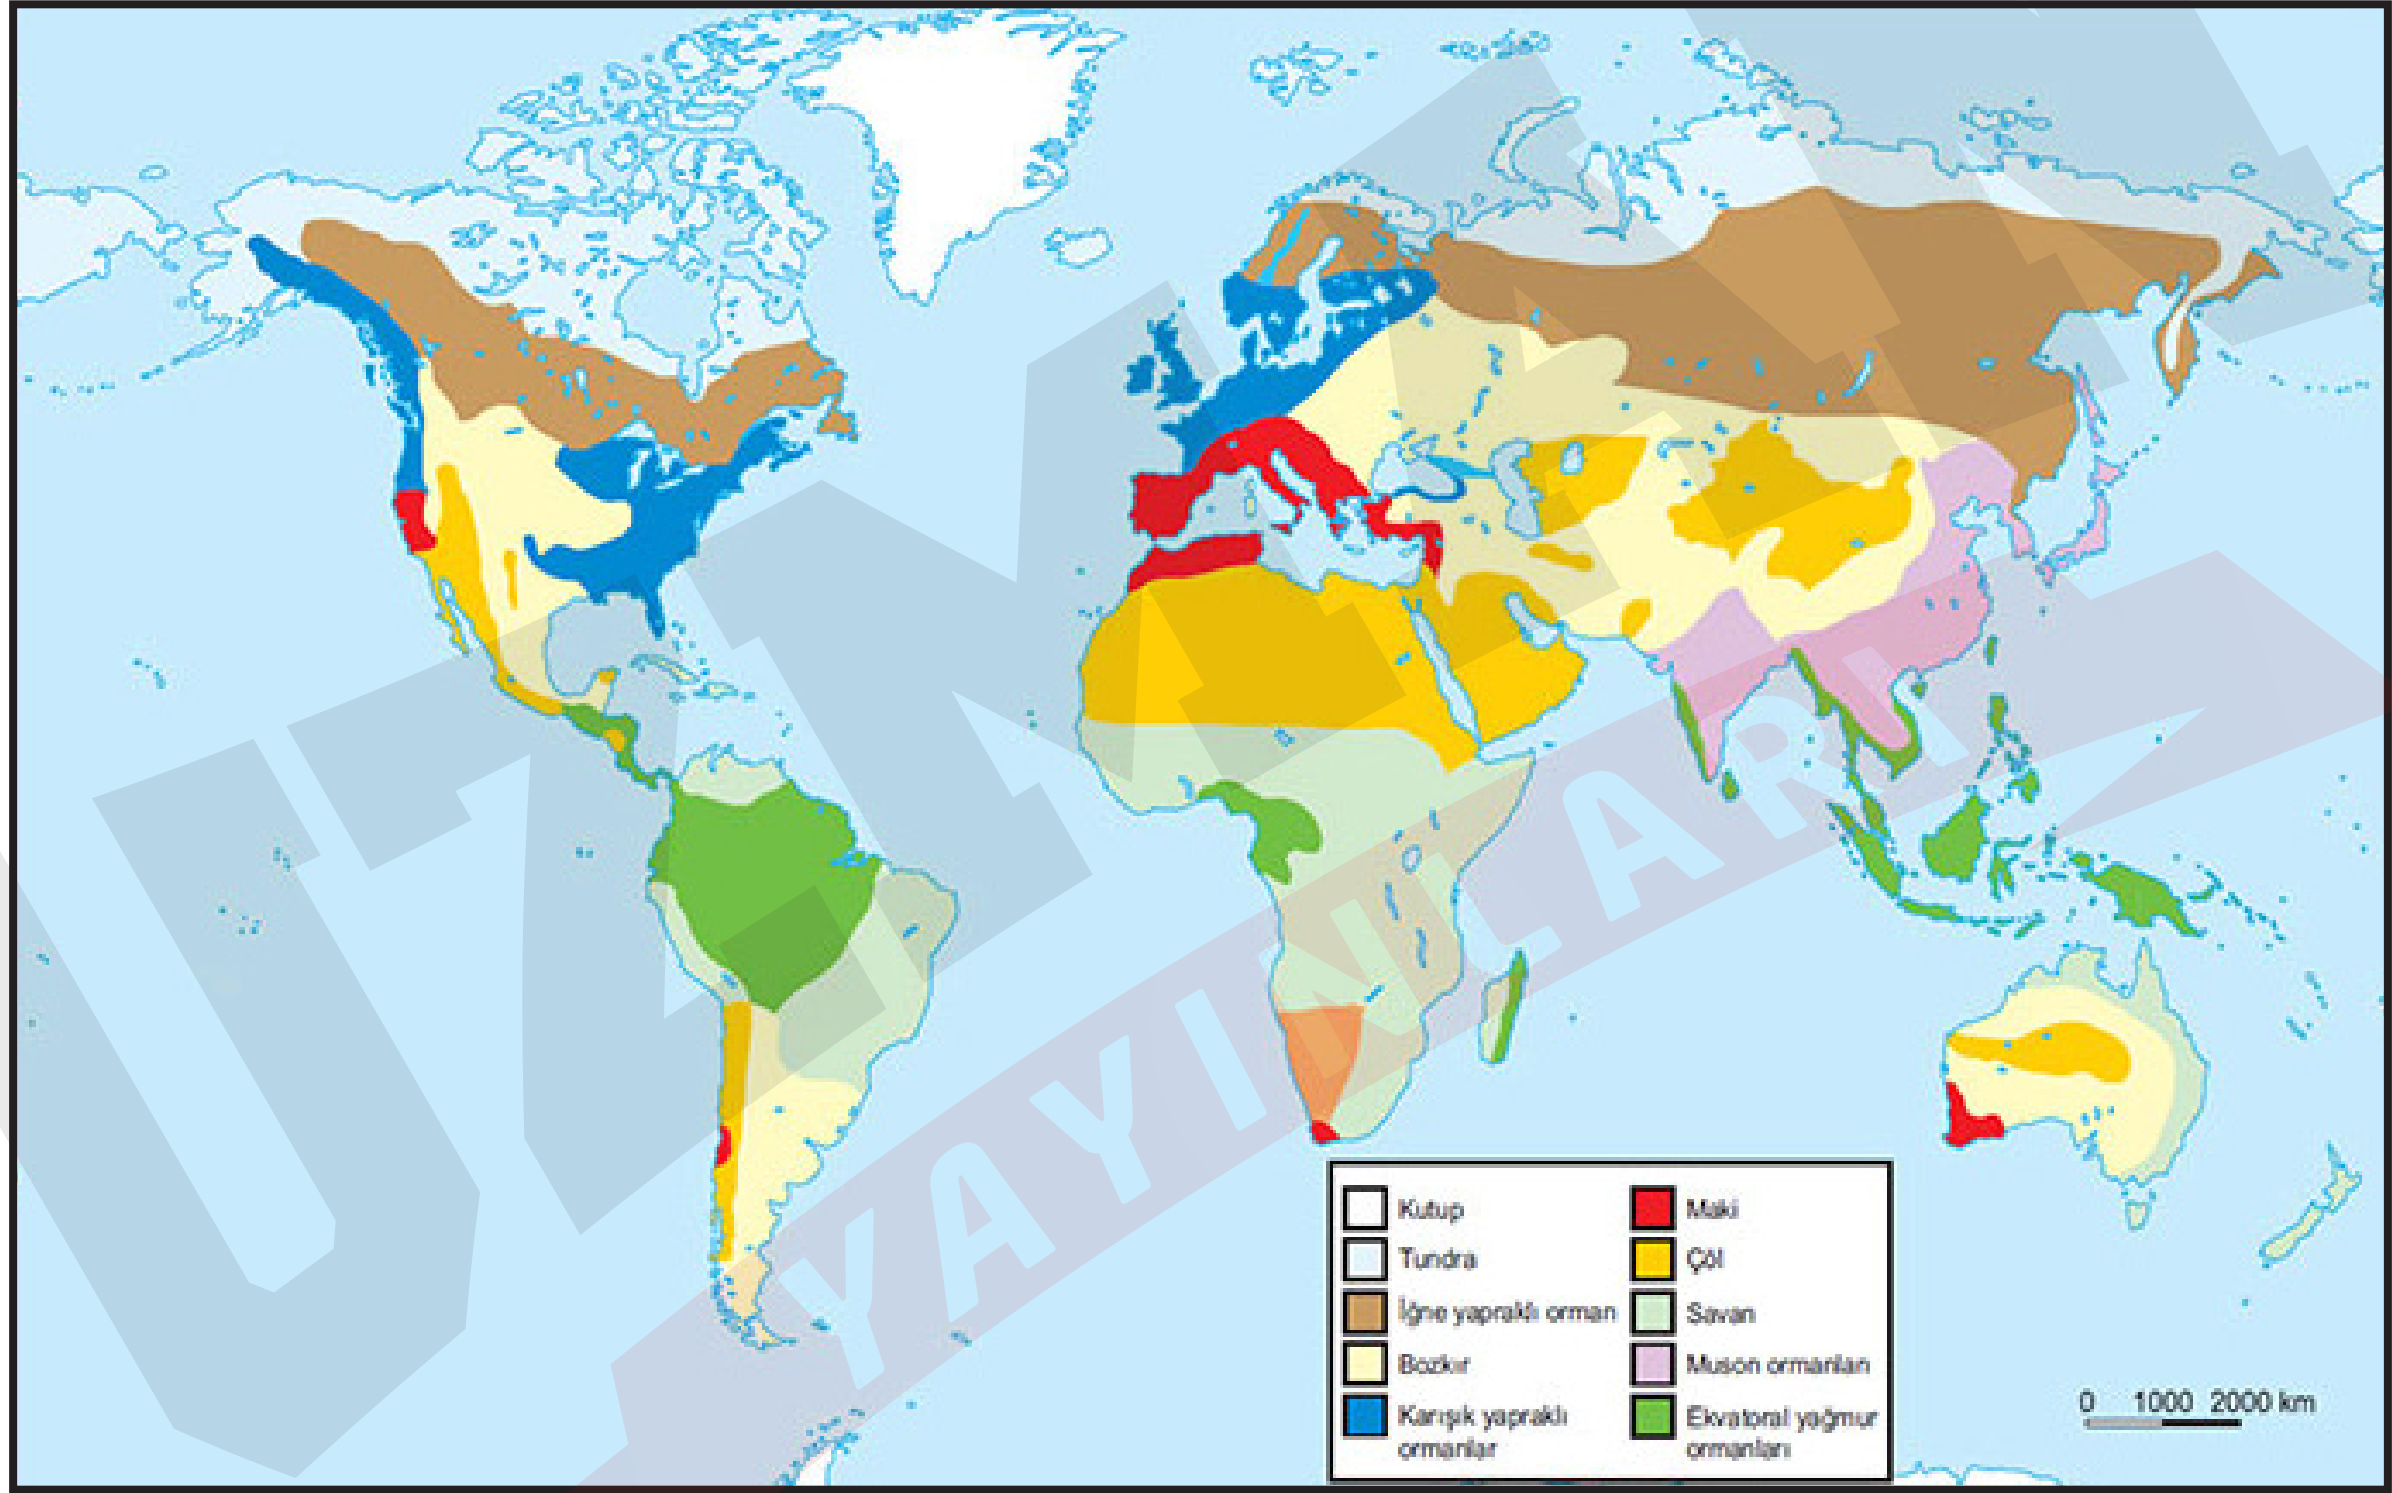 UZMAN
YAYINLARI
Kutup
Tundra
İğne yapraklı orman
Bozkır
Karışık yapraklı
ormanlar
Maki
Çöl
Savan
Muson ormanları
Ekvatoral yağmur
ormanları
0 1000 2000 km